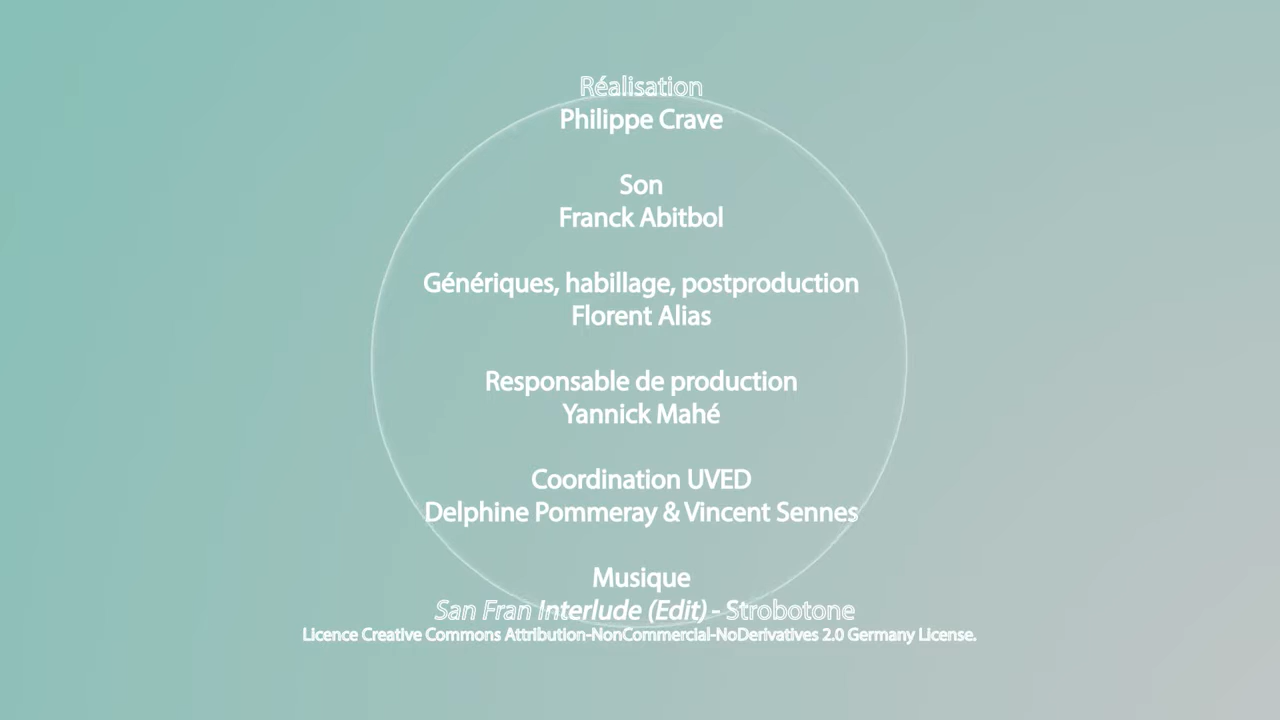 Réalisation
Philippe Crave
Son
Franck Abitbol
Génériques, habillage, postproduction
Florent Alias
Responsable de production
Yannick Mahé
Coordination UVED
Delphine Pommeray & Vincent Sennes
Musique
San Fran Interlude (Edit) - Strobotone
Licence Creative Commons Attribution-NonCommercial-NoDerivatives 2.0 Germany License.